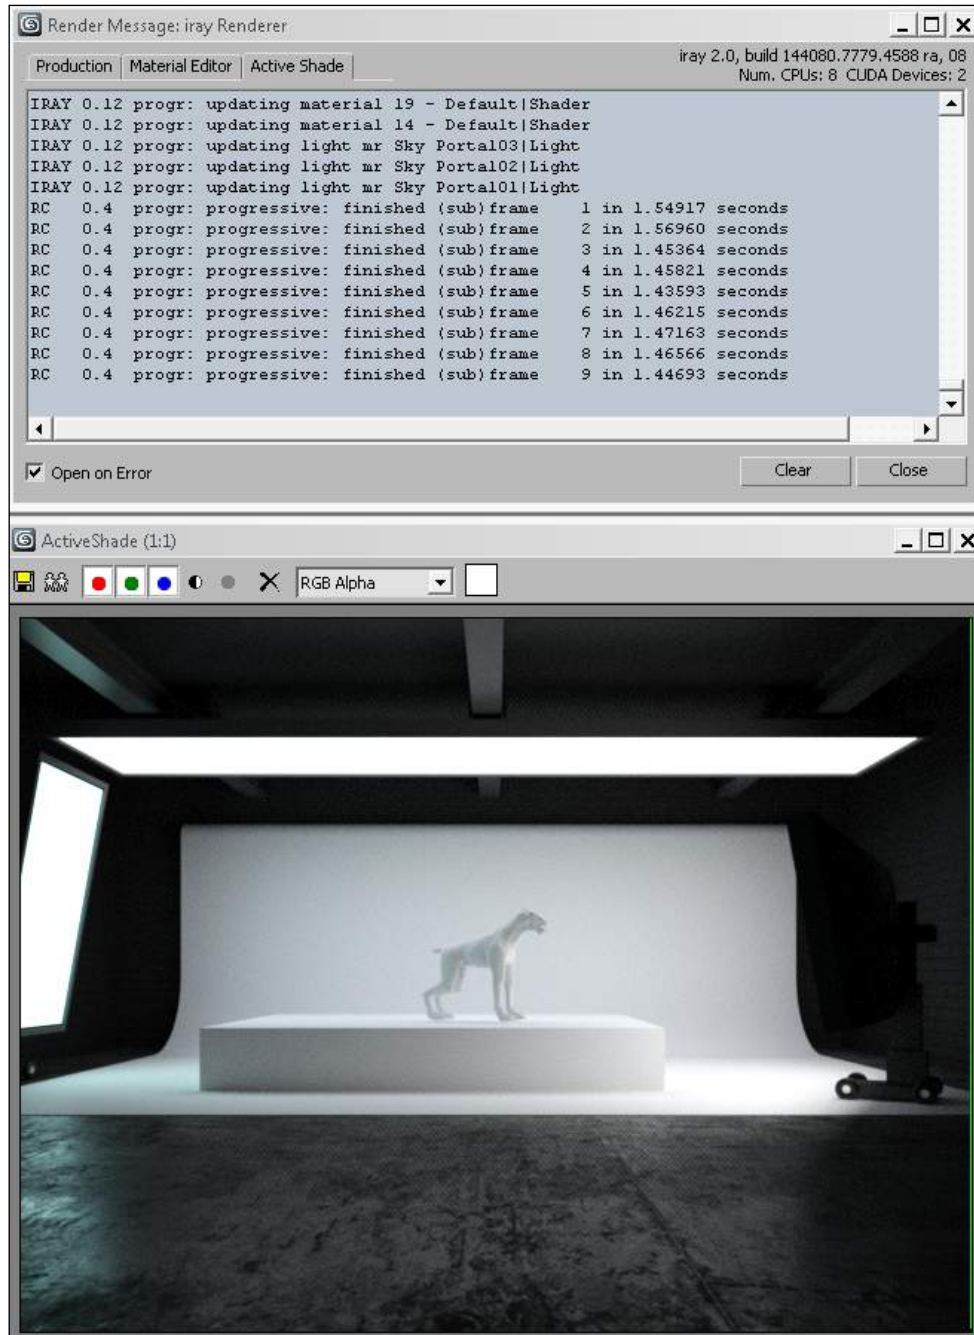 Render Message: iray Renderer
iray 2.0, build 144080.7779.4588 ra, 08
Num. CPUs: 8 CUDA Devices: 2
Production Material Editor Active Shade
IRAY 0.12 progr: updating material 19 - Default|Shader
IRAY 0.12 progr: updating material 14 - Default|Shader
IRAY 0.12 progr: updating light mr Sky Portal03|Light
IRAY 0.12 progr: updating light mr Sky Portal02|Light
IRAY 0.12 progr: updating light mr Sky Portal01|Light
RC 0.4 progr: progressive: finished (sub)frame 1 in 1.54917 seconds
RC 0.4 progr: progressive: finished (sub)frame 2 in 1.56960 seconds
RC 0.4 progr: progressive: finished (sub)frame 3 in 1.45364 seconds
RC 0.4 progr: progressive: finished (sub)frame 4 in 1.45821 seconds
RC 0.4 progr: progressive: finished (sub)frame 5 in 1.43593 seconds
RC 0.4 progr: progressive: finished (sub)frame 6 in 1.46215 seconds
RC 0.4 progr: progressive: finished (sub)frame 7 in 1.47163 seconds
RC 0.4 progr: progressive: finished (sub)frame 8 in 1.46566 seconds
RC 0.4 progr: progressive: finished (sub)frame 9 in 1.44693 seconds
Open on Error
Clear Close
ActiveShade (1:1)
RGB Alpha